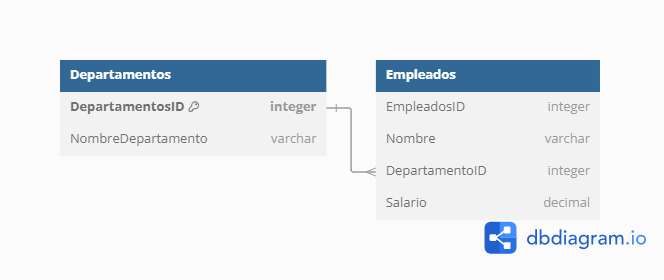 Departamentos
DepartamentosID integer
NombreDepartamento varchar
Empleados
EmpleadosID integer
Nombre varchar
DepartamentoID integer
Salario decimal
dbdiagram.io